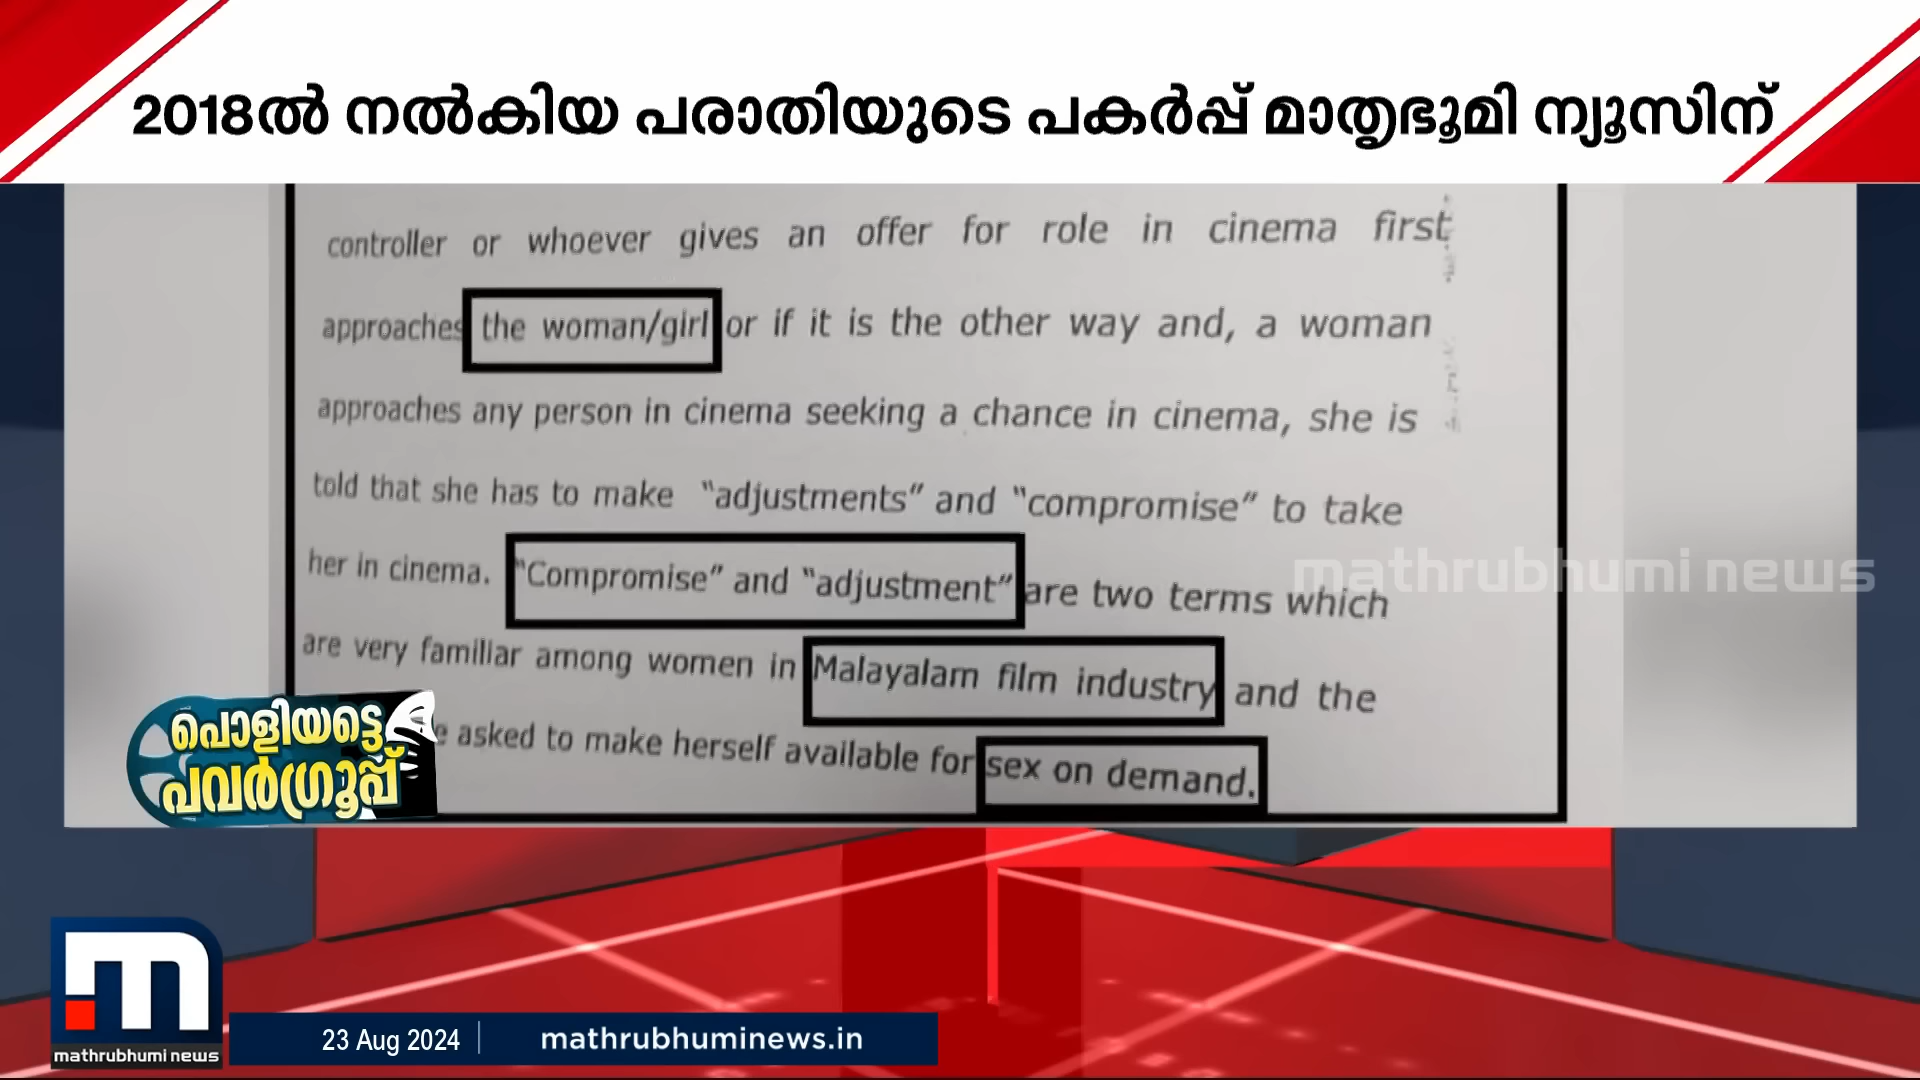 2018ൽ നൽകിയ പരാതിയുടെ പകർപ്പ് മാതൃഭൂമി ന്യൂസിന്
controller or whoever gives an offer for role in cinema first
approaches the woman/girl or if it is the other way and, a woman
approaches any person in cinema seeking a chance in cinema, she is
told that she has to make "adjustments" and "compromise" to take
her in cinema. "Compromise" and "adjustment" are two terms which
are very familiar among women in Malayalam film industry and the
asked to make herself available for sex on demand.
mathrubhumi news
പൊളിയട്ടെ
പവർഗ്രൂപ്പ്
mathrubhumi news
23 Aug 2024
mathrubhuminews.in